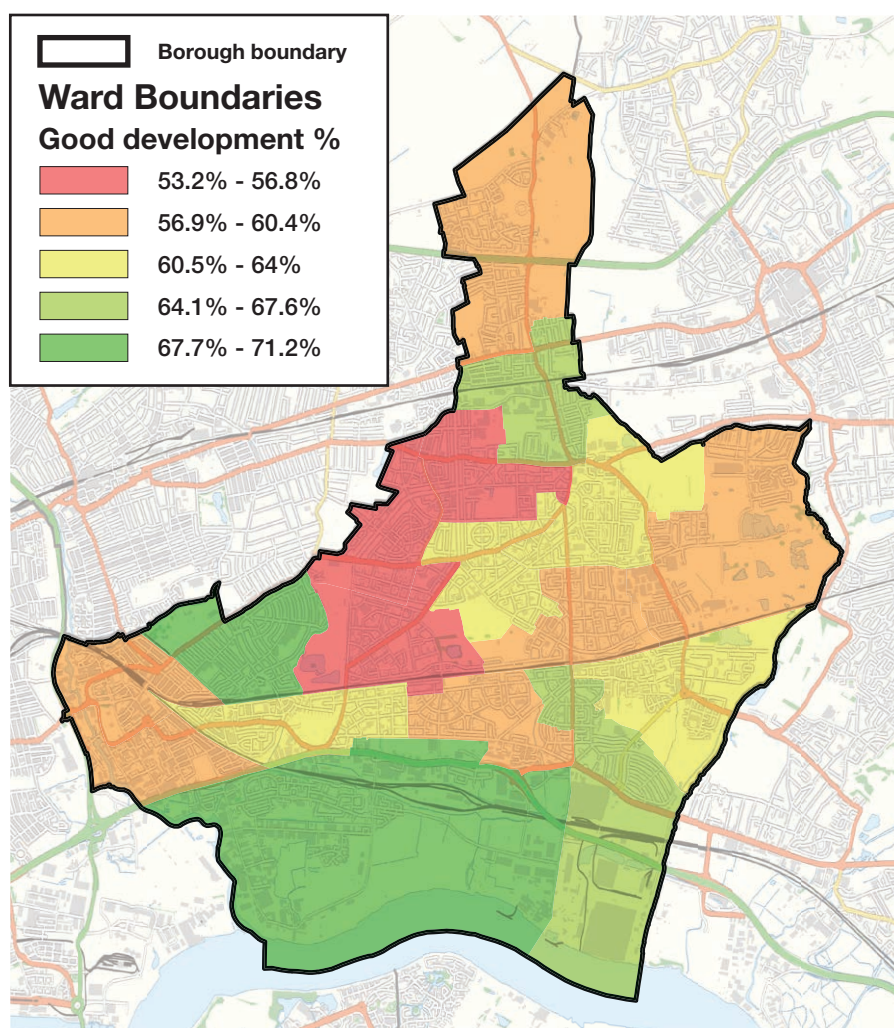 Borough boundary
Ward Boundaries
Good development %
53.2% - 56.8%
56.9% - 60.4%
60.5% - 64%
64.1% - 67.6%
67.7% - 71.2%